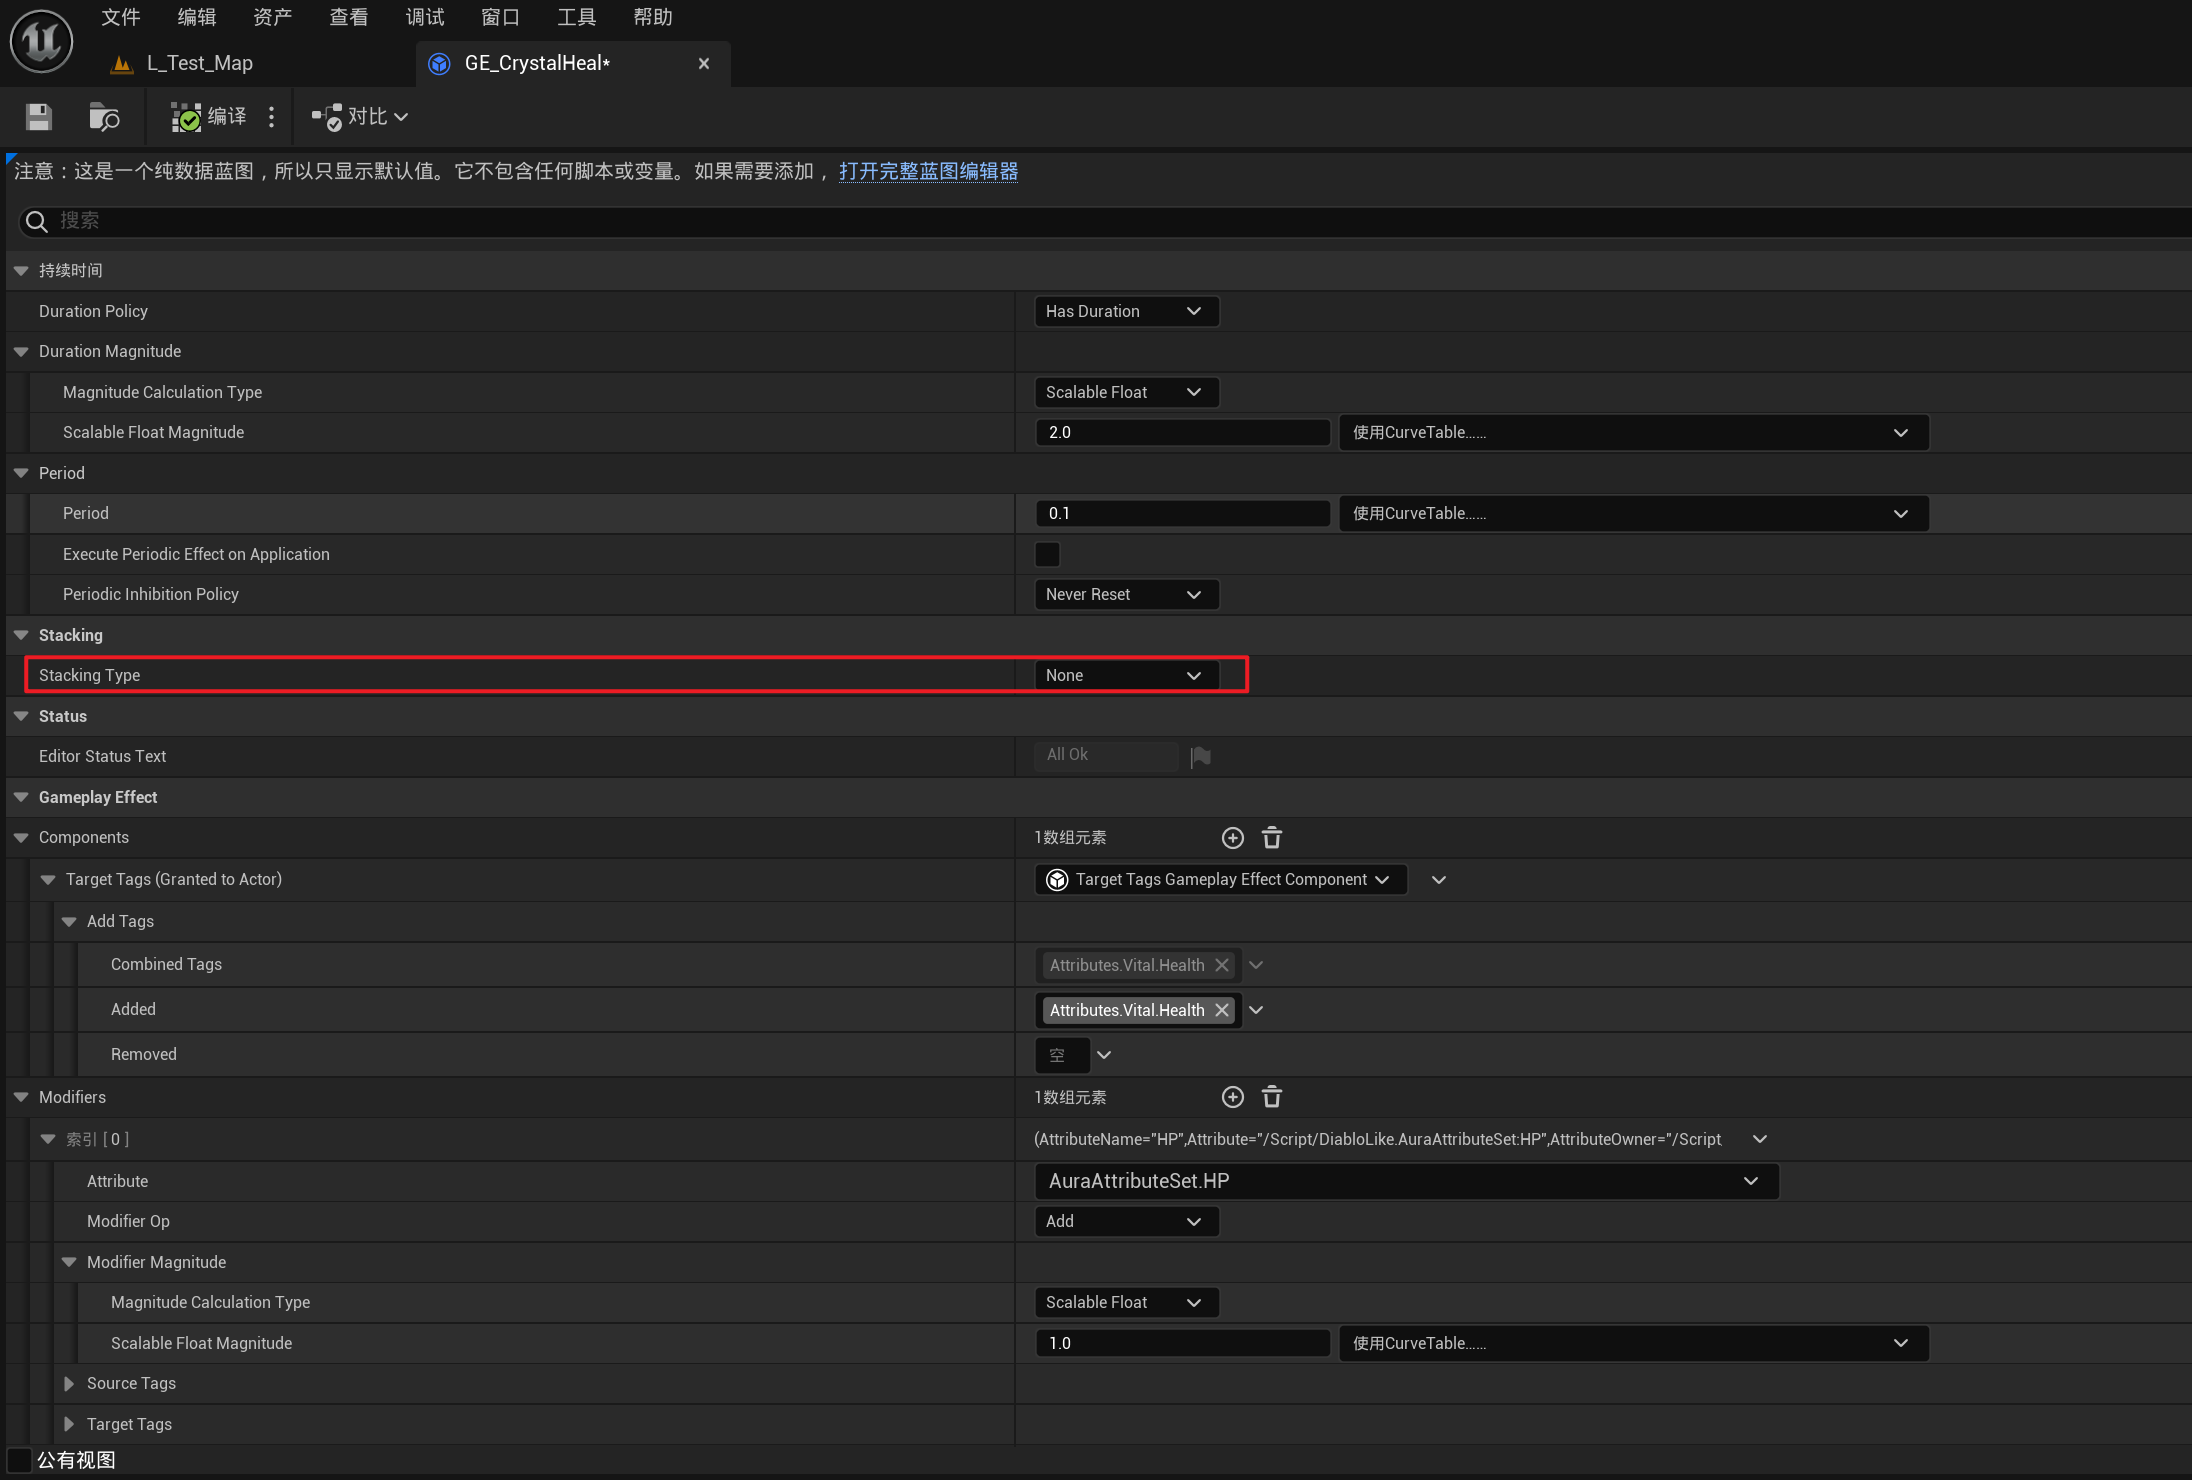 文件 编辑 资产 查看 调试 窗口 工具 帮助
L_Test_Map GE_CrystalHeal*
编译 对比
注意：这是一个纯数据蓝图，所以只显示默认值。它不包含任何脚本或变量。如果需要添加，打开完整蓝图编辑器
搜索
持续时间
Duration Policy Has Duration
Duration Magnitude
Magnitude Calculation Type Scalable Float
Scalable Float Magnitude 2.0 使用CurveTable……
Period
Period 0.1 使用CurveTable……
Execute Periodic Effect on Application
Periodic Inhibition Policy Never Reset
Stacking
Stacking Type None
Status
Editor Status Text All Ok
Gameplay Effect
Components 1数组元素
Target Tags (Granted to Actor) Target Tags Gameplay Effect Component
Add Tags
Combined Tags Attributes.Vital.Health
Added Attributes.Vital.Health
Removed 空
Modifiers 1数组元素
索引 [ 0 ] (AttributeName="HP",Attribute="/Script/DiabloLike.AuraAttributeSet:HP",AttributeOwner="/Script
Attribute AuraAttributeSet.HP
Modifier Op Add
Modifier Magnitude
Magnitude Calculation Type Scalable Float
Scalable Float Magnitude 1.0 使用CurveTable……
Source Tags
Target Tags
公有视图